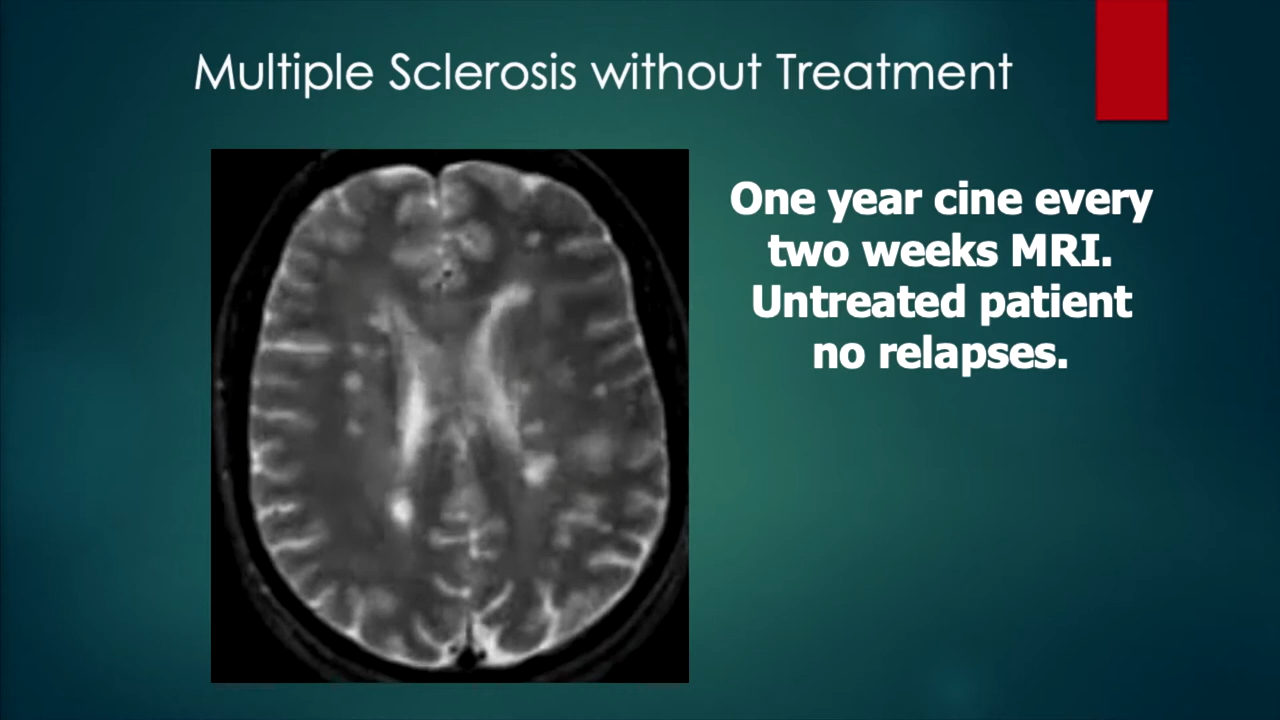 Multiple Sclerosis without Treatment
One year cine every
two weeks MRI.
Untreated patient
no relapses.